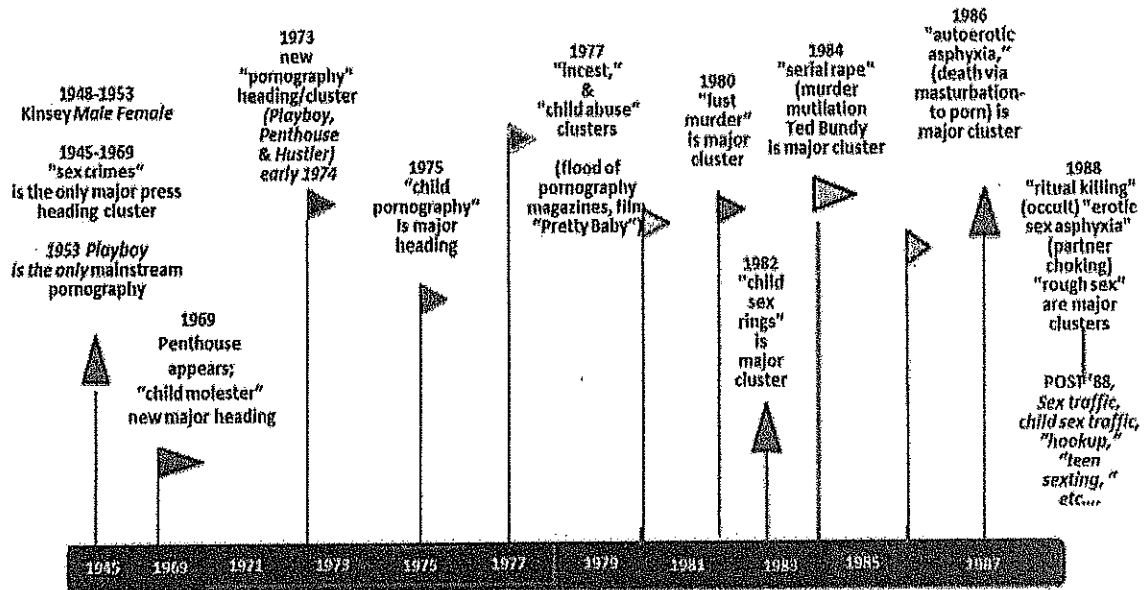 1948-1953
Kinsey Male Female
1945-1969
"sex crimes"
is the only major press
heading cluster
1953 Playboy
is the only mainstream
pornography
1969
Penthouse
appears;
"child molester"
new major heading
1973
new
"pornography"
heading/cluster
(Playboy,
Penthouse
& Hustler)
early 1974
1975
"child
pornography"
is major
heading
1977
"incest,"
&
"child abuse"
clusters
(flood of
pornography
magazines, film
"Pretty Baby")
1980
"lust
murder"
is major
cluster
1982
"child
sex
rings"
is
major
cluster
1984
"serial rape"
(murder
mutilation
Ted Bundy
is major cluster
1986
"autoerotic
asphyxia,"
(death via
masturbation-
to porn) is
major cluster
1988
"ritual killing"
(occult) "erotic
sex asphyxia"
(partner
choking)
"rough sex"
are major
clusters
POST '88,
Sex traffic,
child sex traffic,
"hookup,"
"teen
sexting, "
etc....
1945 1969 1971 1973 1975 1977 1979 1981 1983 1985 1987